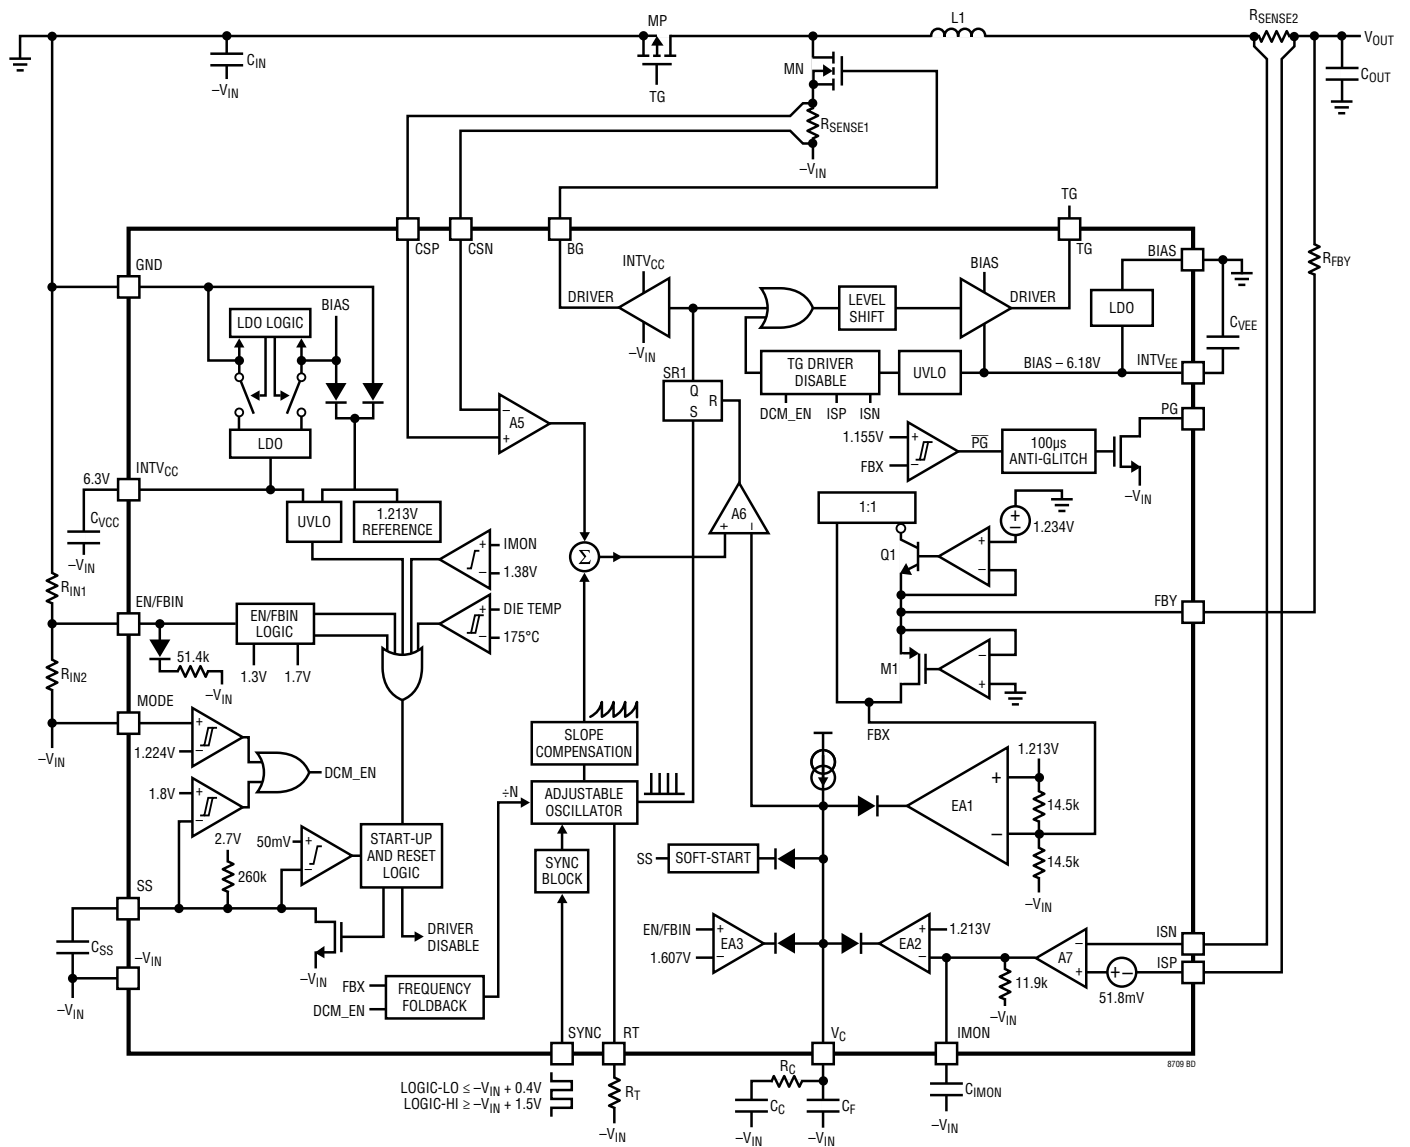 MP
L1
RSENSE2
VOUT
CIN
–VIN
TG
MN
COUT
RSENSE1
–VIN
TG
CSP
CSN
BG
TG
BIAS
GND
RFBY
INTVCC
BIAS
DRIVER
DRIVER
LEVEL
SHIFT
LDO
LDO LOGIC
BIAS
CVEE
–VIN
TG DRIVER
DISABLE
UVLO
BIAS – 6.18V
INTVEE
SR1
Q
S
R
DCM_EN
ISP
ISN
PG
A5
–
+
LDO
1.155V
+
FBX
–
PG
100µs
ANTI-GLITCH
–VIN
INTVCC
6.3V
CVCC
–VIN
UVLO
1.213V
REFERENCE
A6
+
–
1:1
+
–
1.234V
Q1
+
–
IMON
+
1.38V
–
Σ
RIN1
EN/FBIN
EN/FBIN
LOGIC
DIE TEMP
+
175°C
–
FBY
51.4k
–VIN
1.3V
1.7V
RIN2
M1
–
+
MODE
+
1.224V
–
–VIN
SLOPE
COMPENSATION
FBX
1.213V
DCM_EN
1.8V
+
–
÷N
ADJUSTABLE
OSCILLATOR
+
EA1
–
14.5k
14.5k
–VIN
2.7V
260k
50mV
+
–
START-UP
AND RESET
LOGIC
SYNC
BLOCK
SS
SOFT-START
SS
CSS
–VIN
–VIN
–VIN
DRIVER
DISABLE
EN/FBIN
+
1.607V
–
EA3
EA2
+
–
1.213V
A7
–
+
ISN
ISP
51.8mV
+ –
11.9k
–VIN
FBX
DCM_EN
FREQUENCY
FOLDBACK
SYNC
RT
VC
IMON
8709 BD
LOGIC-LO ≤ –VIN + 0.4V
LOGIC-HI ≥ –VIN + 1.5V
RT
–VIN
RC
CC
–VIN
CF
–VIN
CIMON
–VIN